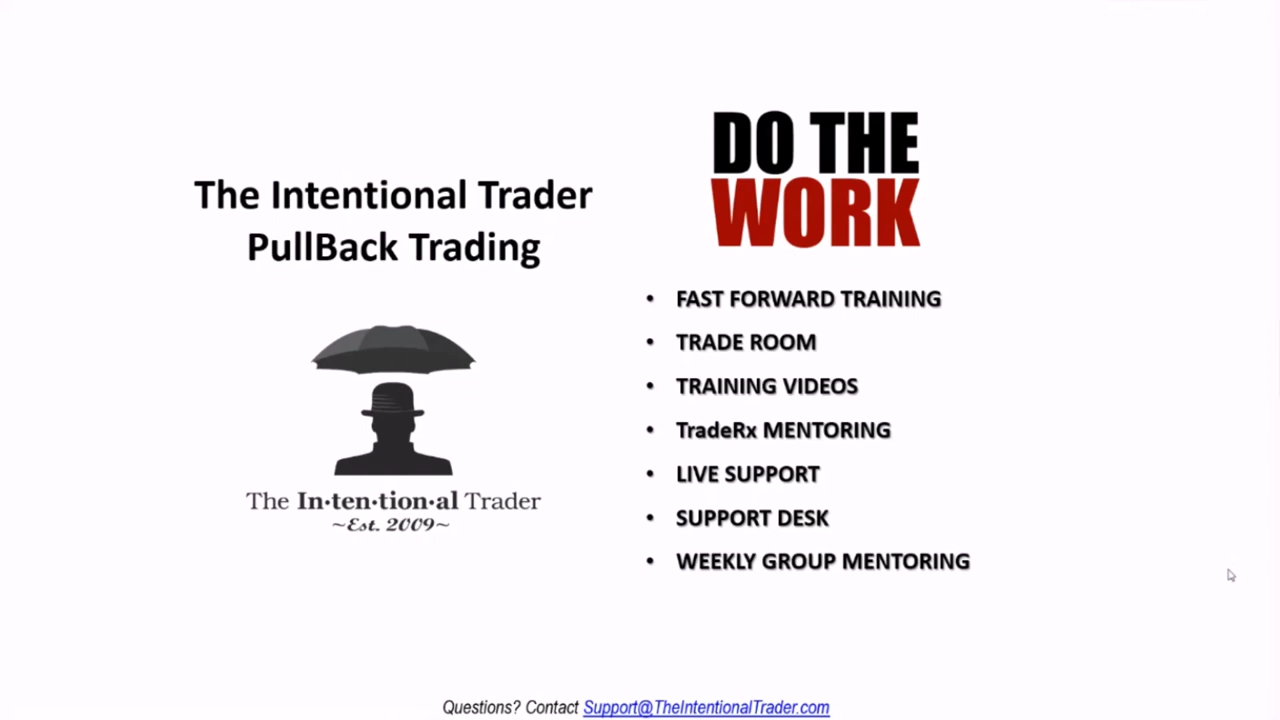 The Intentional Trader
PullBack Trading
The In·ten·tion·al Trader
~Est. 2009~
DO THE
WORK
• FAST FORWARD TRAINING
• TRADE ROOM
• TRAINING VIDEOS
• TradeRx MENTORING
• LIVE SUPPORT
• SUPPORT DESK
• WEEKLY GROUP MENTORING
Questions? Contact Support@TheIntentionalTrader.com